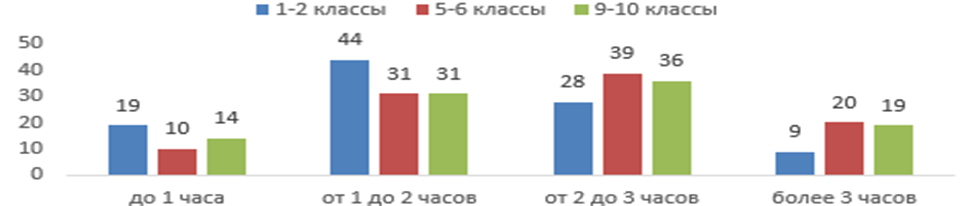 1-2 классы 5-6 классы 9-10 классы
50
40
30
20
10
0
19 10 14
44 31 31
28 39 36
9 20 19
до 1 часа от 1 до 2 часов от 2 до 3 часов более 3 часов